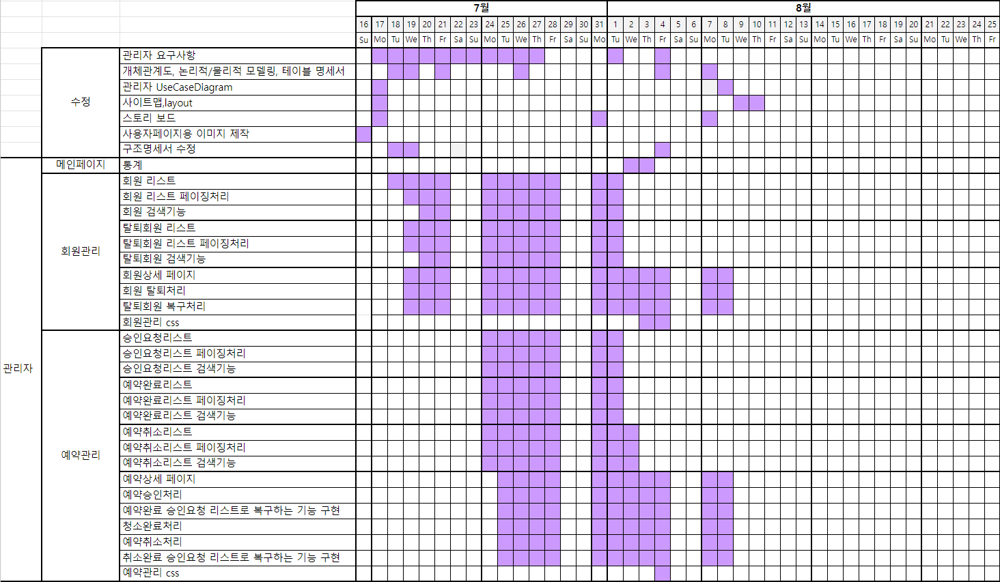 7월 8월
16 17 18 19 20 21 22 23 24 25 26 27 28 29 30 31 1 2 3 4 5 6 7 8 9 10 11 12 13 14 15 16 17 18 19 20 21 22 23 24 25
Su Mo Tu We Th Fr Sa Su Mo Tu We Th Fr Sa Su Mo Tu We Th Fr Sa Su Mo Tu We Th Fr Sa Su Mo Tu We Th Fr Sa Su Mo Tu We Th Fr
관리자 요구사항
개체관계도, 논리적/물리적 모델링, 테이블 명세서
관리자 UseCaseDiagram
수정 사이트맵,layout
스토리 보드
사용자페이지용 이미지 제작
구조명세서 수정
메인페이지 통계
회원 리스트
회원 리스트 페이징처리
회원 검색기능
탈퇴회원 리스트
탈퇴회원 리스트 페이징처리
회원관리
탈퇴회원 검색기능
회원상세 페이지
회원 탈퇴처리
탈퇴회원 복구처리
회원관리 css
승인요청리스트
승인요청리스트 페이징처리
관리자 승인요청리스트 검색기능
예약완료리스트
예약완료리스트 페이징처리
예약완료리스트 검색기능
예약취소리스트
예약취소리스트 페이징처리
예약관리
예약취소리스트 검색기능
예약상세 페이지
예약승인처리
예약완료 승인요청 리스트로 복구하는 기능 구현
청소완료처리
예약취소처리
취소완료 승인요청 리스트로 복구하는 기능 구현
예약관리 css